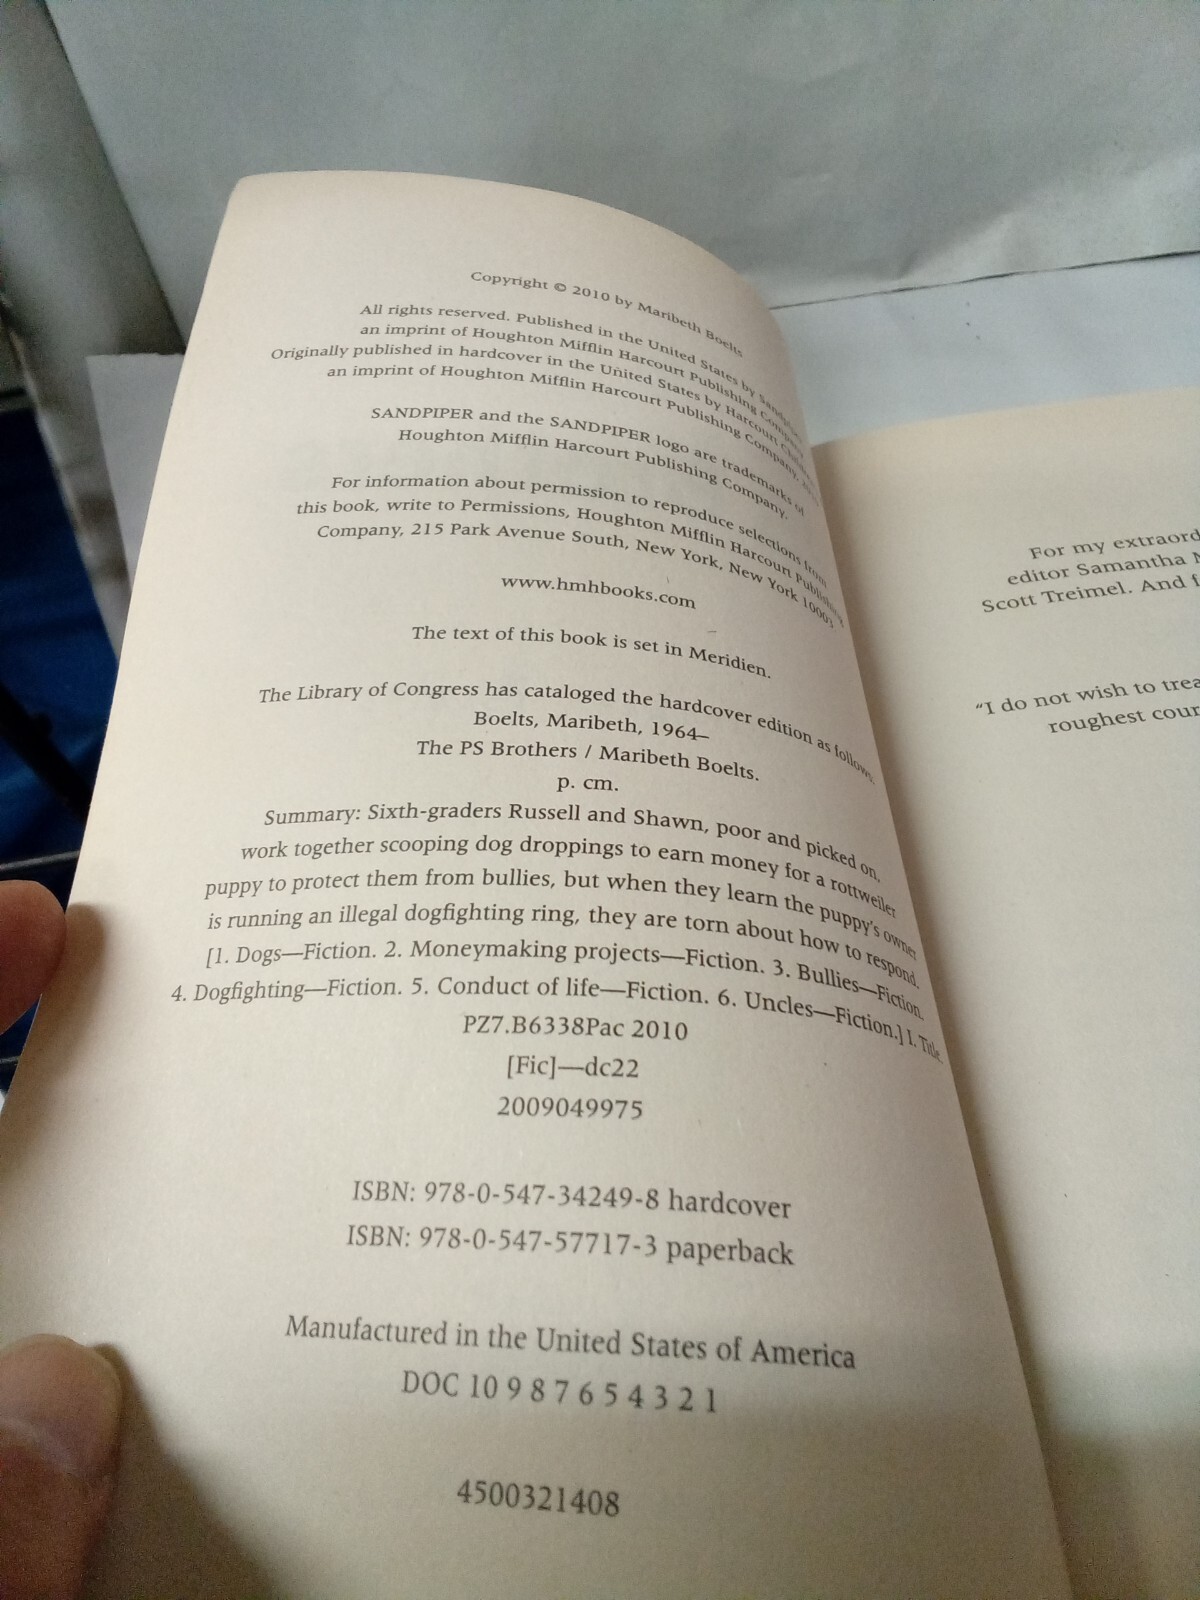 Copyright © 2010 by Maribeth Boelts
All rights reserved. Published in the United States by Sandpiper,
an imprint of Houghton Mifflin Harcourt Publishing Company.
Originally published in hardcover in the United States by Harcourt
an imprint of Houghton Mifflin Harcourt Publishing Company,
SANDPIPER and the SANDPIPER logo are trademarks of
Houghton Mifflin Harcourt Publishing Company.
For information about permission to reproduce selections from
this book, write to Permissions, Houghton Mifflin Harcourt Publishing
Company, 215 Park Avenue South, New York, New York 10003
www.hmhbooks.com
The text of this book is set in Meridien.
The Library of Congress has cataloged the hardcover edition as follows.
Boelts, Maribeth, 1964–
The PS Brothers / Maribeth Boelts.
p. cm.
Summary: Sixth-graders Russell and Shawn, poor and picked on,
work together scooping dog droppings to earn money for a rottweiler
puppy to protect them from bullies, but when they learn the puppy's owner
is running an illegal dogfighting ring, they are torn about how to respond.
[1. Dogs—Fiction. 2. Moneymaking projects—Fiction. 3. Bullies—Fiction.
4. Dogfighting—Fiction. 5. Conduct of life—Fiction. 6. Uncles—Fiction.] I. Title.
PZ7.B6338Pac 2010
[Fic]—dc22
2009049975
ISBN: 978-0-547-34249-8 hardcover
ISBN: 978-0-547-57717-3 paperback
Manufactured in the United States of America
DOC 10 9 8 7 6 5 4 3 2 1
4500321408
For my extraord
editor Samantha
Scott Treimel. And f
"I do not wish to trea
roughest cour